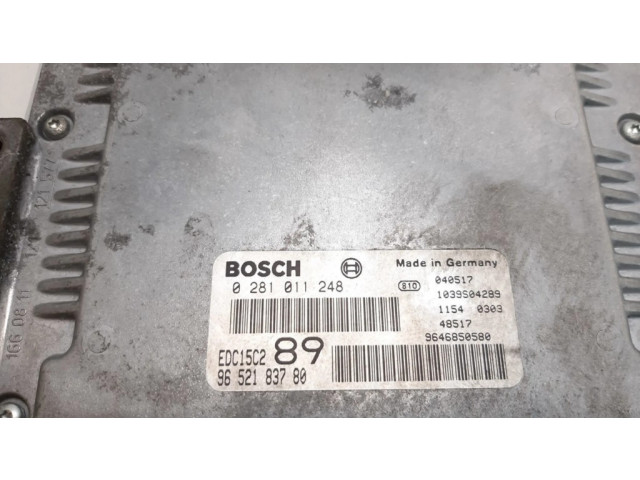 BOSCH
0 281 011 248
EDC15C2 89
96 521 837 80
Made in Germany
810 040517
1039S04289
1154 0303
48517
9646850580